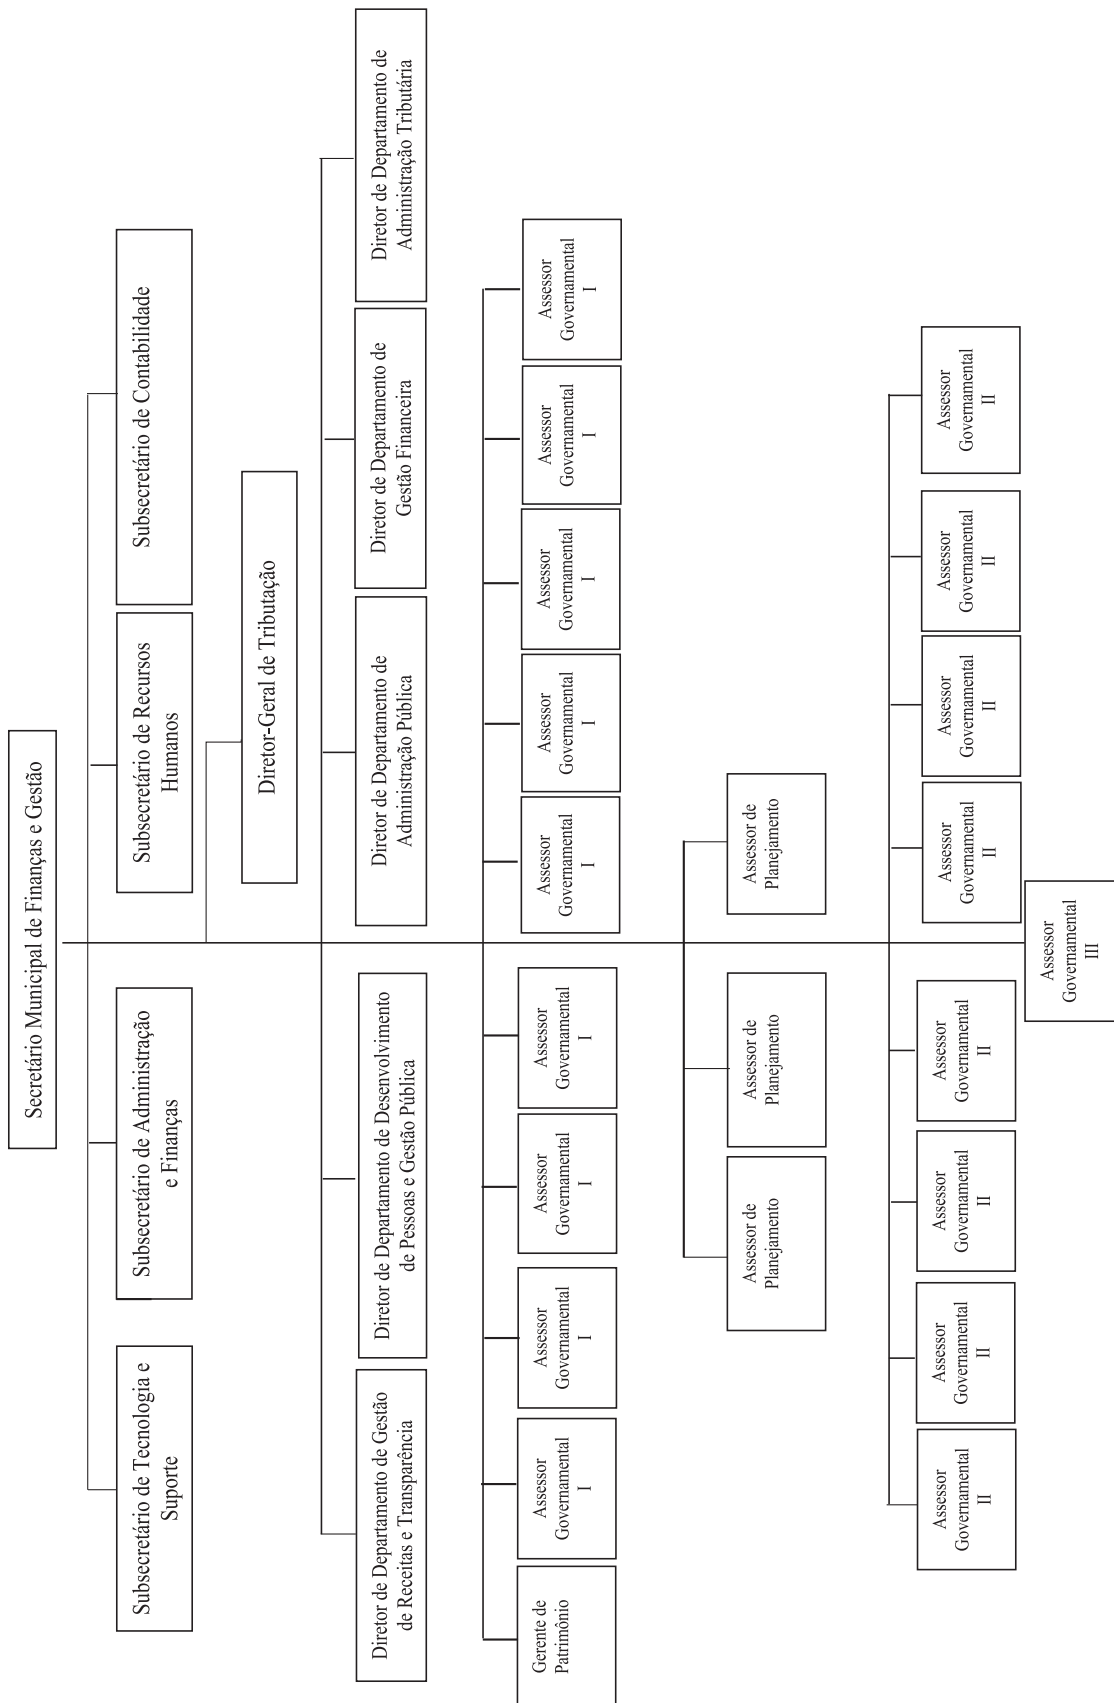 Secretário Municipal de Finanças e Gestão
Subsecretário de Tecnologia e
Suporte
Subsecretário de Administração
e Finanças
Subsecretário de Recursos
Humanos
Subsecretário de Contabilidade
Diretor-Geral de Tributação
Diretor de Departamento de Gestão
de Receitas e Transparência
Diretor de Departamento de Desenvolvimento
de Pessoas e Gestão Pública
Diretor de Departamento de
Administração Pública
Diretor de Departamento de
Gestão Financeira
Diretor de Departamento de
Administração Tributária
Gerente de
Patrimônio
Assessor
Governamental
I
Assessor
Governamental
I
Assessor
Governamental
I
Assessor
Governamental
I
Assessor
Governamental
I
Assessor
Governamental
I
Assessor
Governamental
I
Assessor
Governamental
I
Assessor
Governamental
I
Assessor de
Planejamento
Assessor de
Planejamento
Assessor de
Planejamento
Assessor
Governamental
II
Assessor
Governamental
II
Assessor
Governamental
II
Assessor
Governamental
II
Assessor
Governamental
II
Assessor
Governamental
II
Assessor
Governamental
II
Assessor
Governamental
II
Assessor
Governamental
III